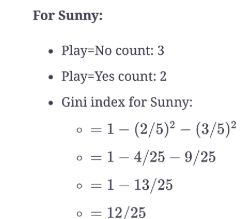 For Sunny:
• Play=No count: 3
• Play=Yes count: 2
• Gini index for Sunny:
◦ = 1 − (2/5)² − (3/5)²
◦ = 1 − 4/25 − 9/25
◦ = 1 − 13/25
◦ = 12/25